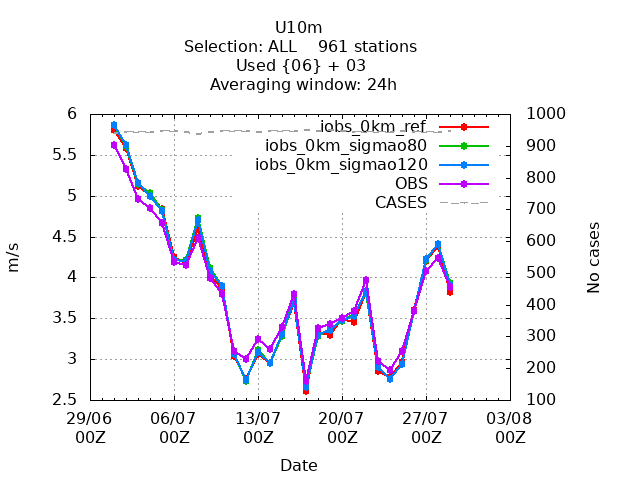 U10m
Selection: ALL    961 stations
Used {06} + 03
Averaging window: 24h
m/s
6
5.5
5
4.5
4
3.5
3
2.5
iobs_0km_ref
iobs_0km_sigmao80
iobs_0km_sigmao120
OBS
CASES
1000
900
800
700
600
500
400
300
200
100
No cases
29/06 06/07 13/07 20/07 27/07 03/08
00Z 00Z 00Z 00Z 00Z 00Z
Date